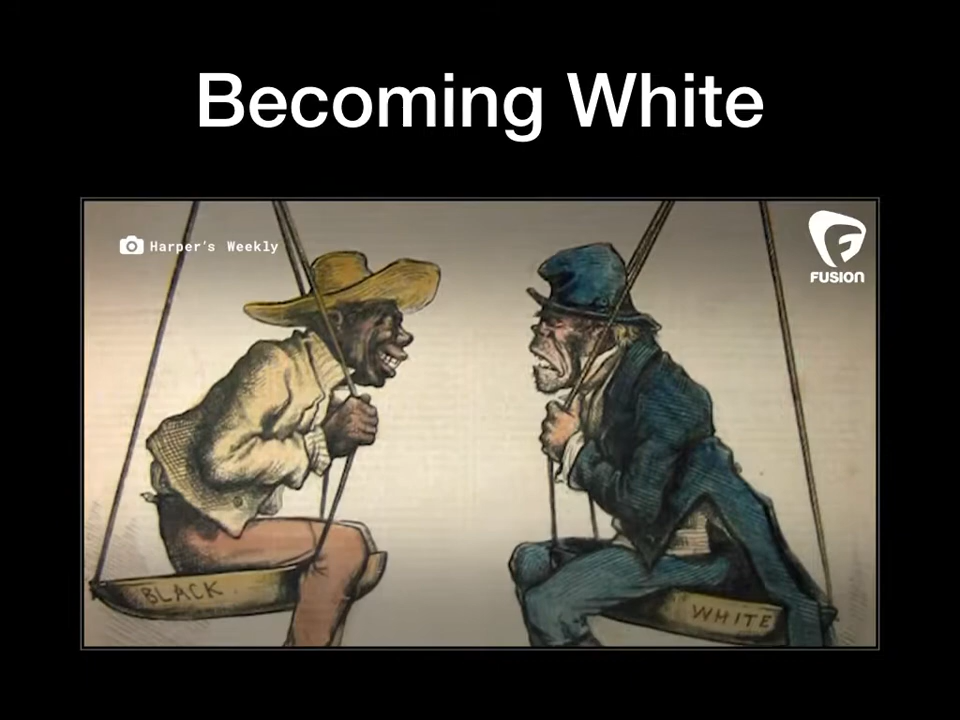 Becoming White
Harper's Weekly
FUSION
BLACK
WHITE